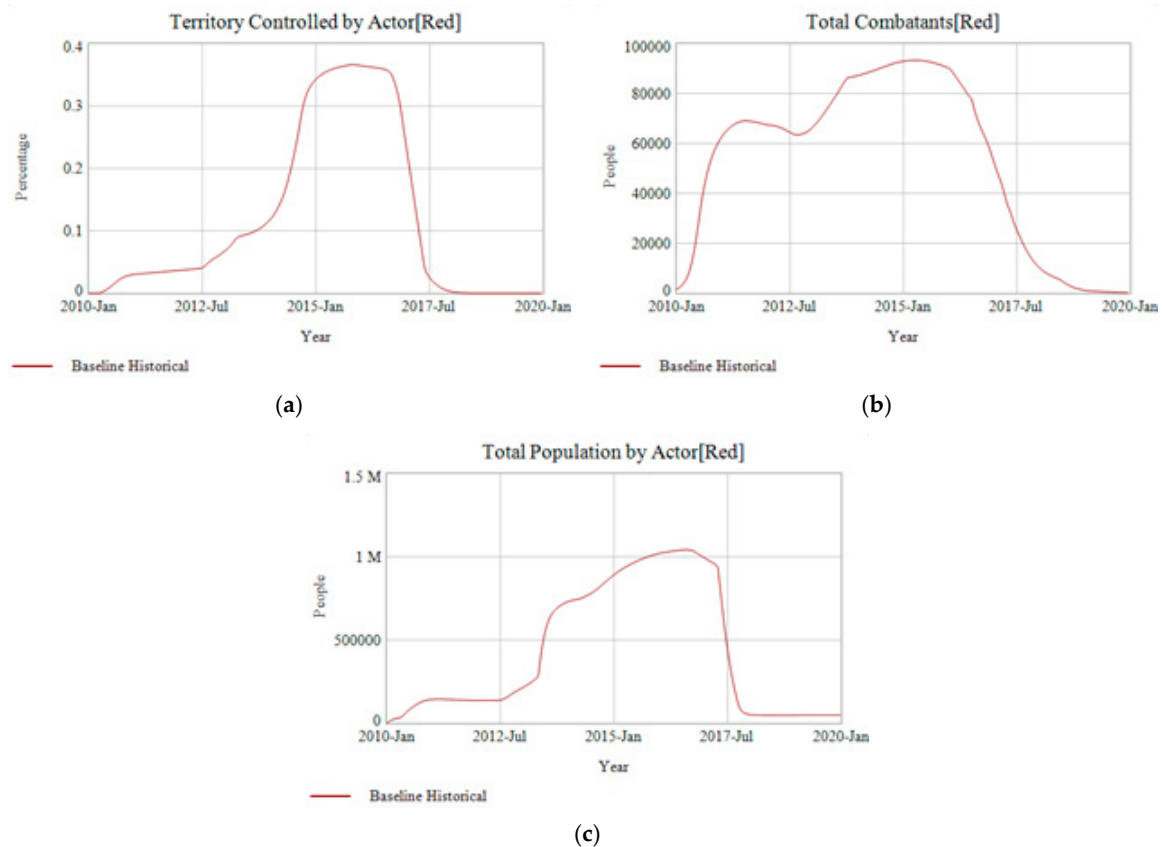 Territory Controlled by Actor[Red]
0.4
0.3
0.2
0.1
0
Percentage
2010-Jan 2012-Jul 2015-Jan 2017-Jul 2020-Jan
Year
Baseline Historical
(a)
Total Combatants[Red]
100000
80000
60000
40000
20000
0
People
2010-Jan 2012-Jul 2015-Jan 2017-Jul 2020-Jan
Year
Baseline Historical
(b)
Total Population by Actor[Red]
1.5 M
1 M
500000
0
People
2010-Jan 2012-Jul 2015-Jan 2017-Jul 2020-Jan
Year
Baseline Historical
(c)